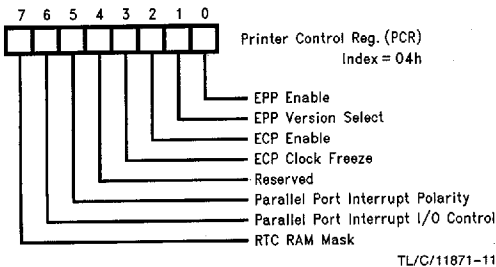 7 6 5 4 3 2 1 0
Printer Control Reg. (PCR)
Index = 04h
EPP Enable
EPP Version Select
ECP Enable
ECP Clock Freeze
Reserved
Parallel Port Interrupt Polarity
Parallel Port Interrupt I/O Control
RTC RAM Mask
TL/C/11871-11